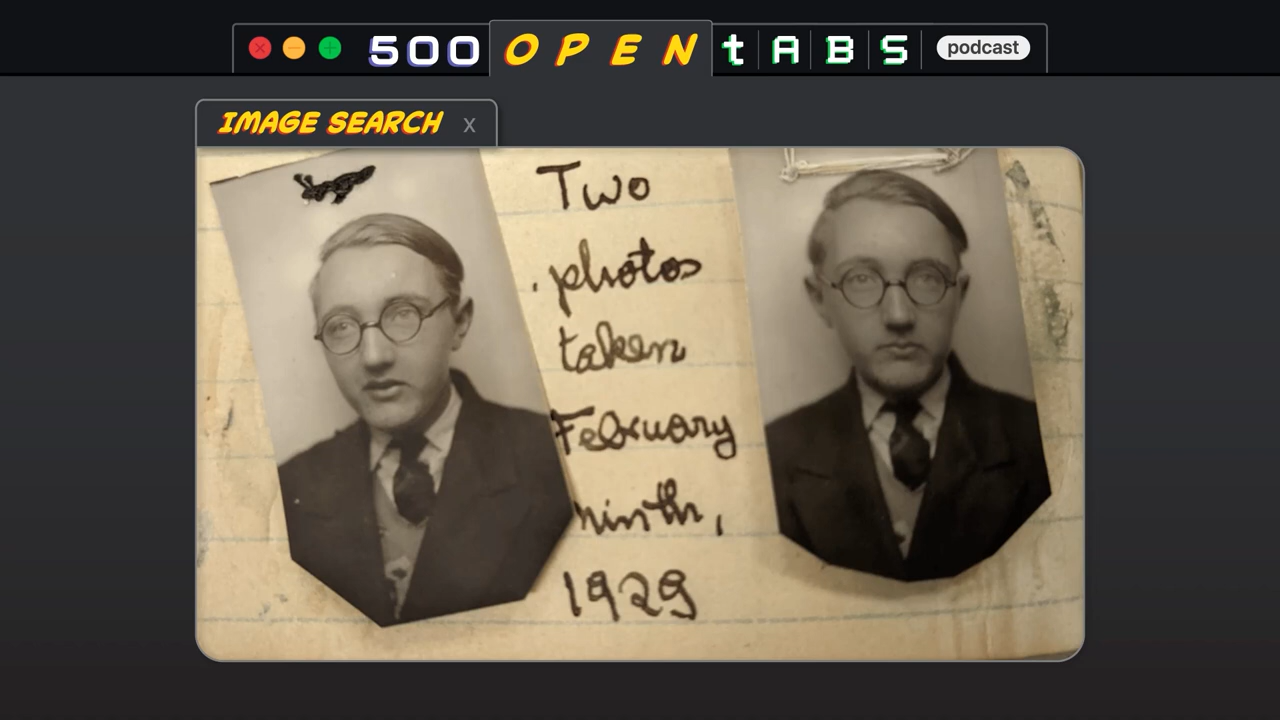 500 OPEN tABS podcast
IMAGE SEARCH X
Two
photos
taken
February
ninth,
1929